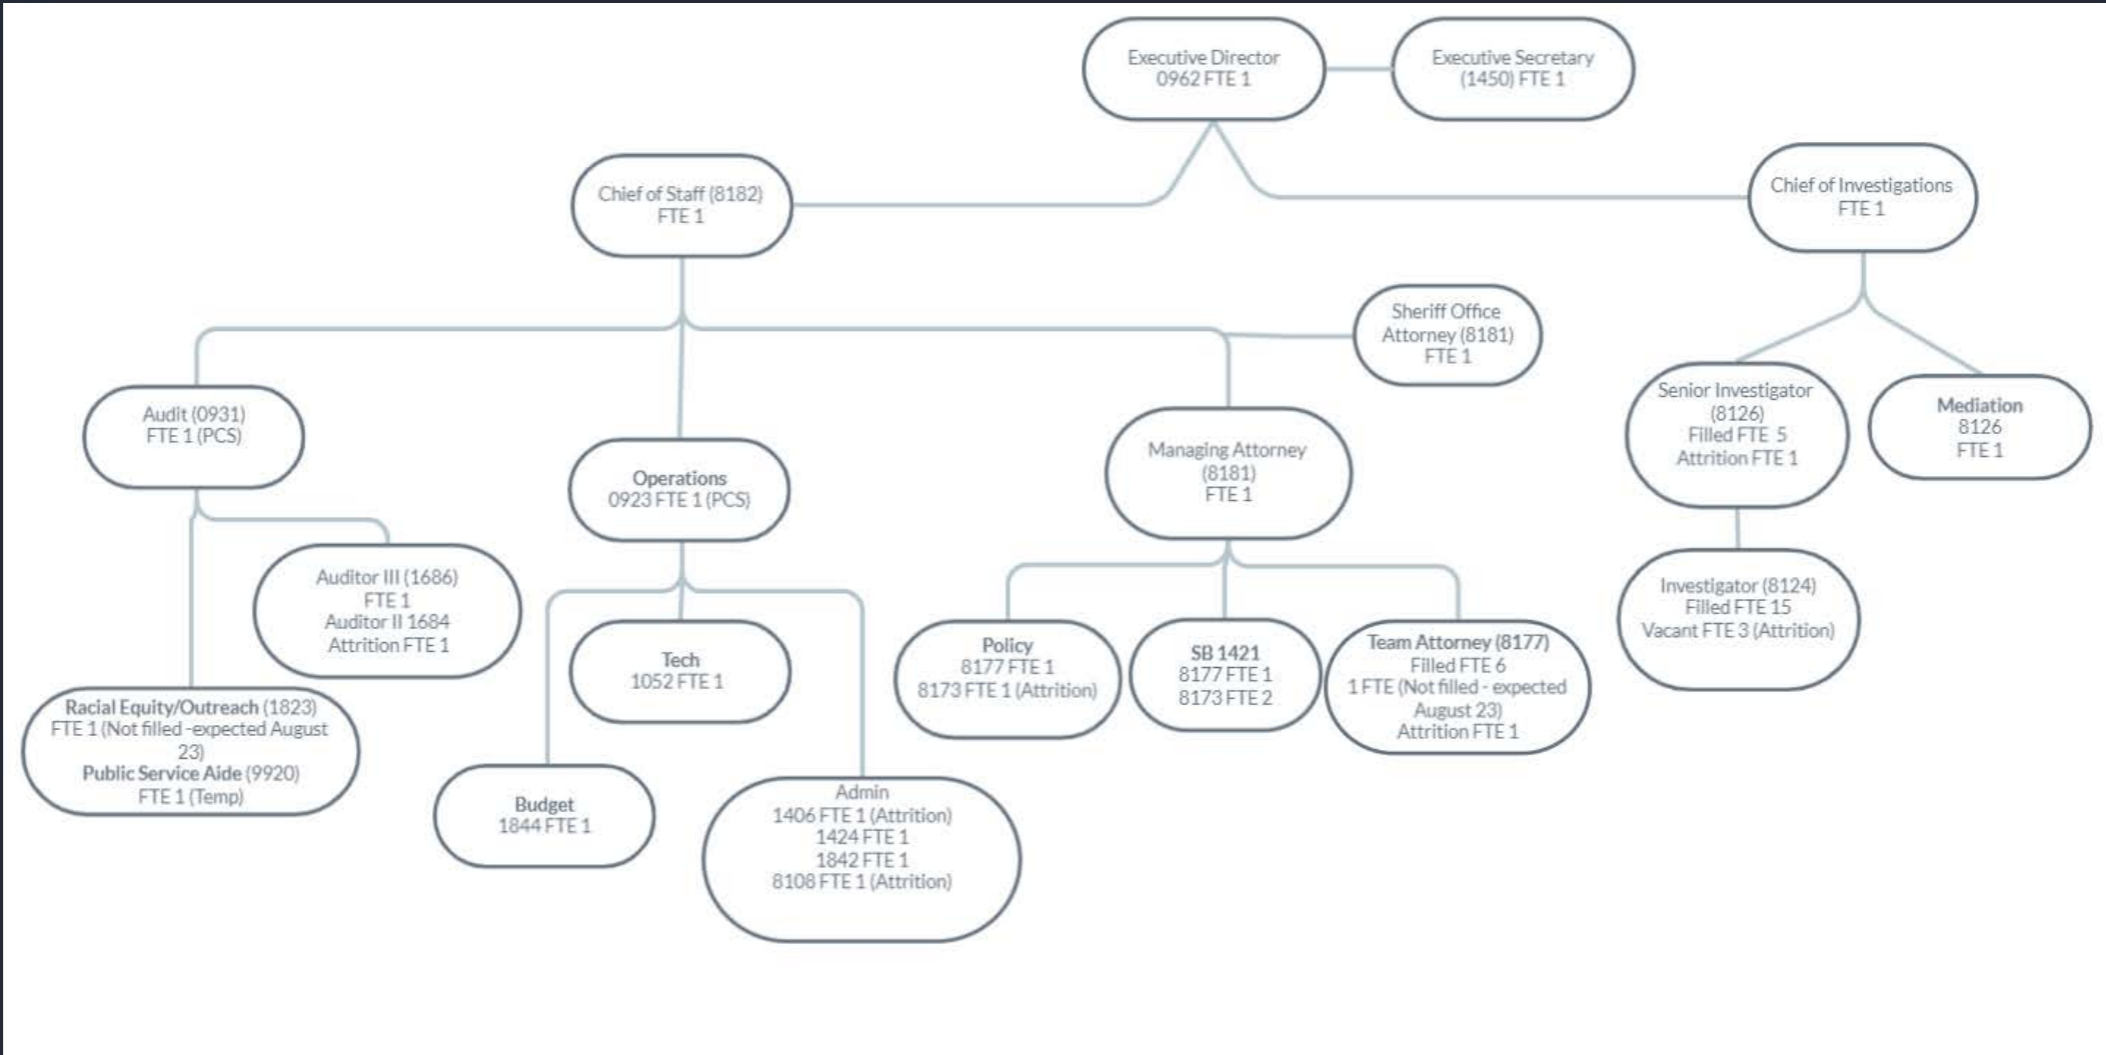 Executive Director
0962 FTE 1
Executive Secretary
(1450) FTE 1
Chief of Staff (8182)
FTE 1
Chief of Investigations
FTE 1
Sheriff Office
Attorney (8181)
FTE 1
Audit (0931)
FTE 1 (PCS)
Operations
0923 FTE 1 (PCS)
Managing Attorney
(8181)
FTE 1
Senior Investigator
(8126)
Filled FTE 5
Attrition FTE 1
Mediation
8126
FTE 1
Auditor III (1686)
FTE 1
Auditor II 1684
Attrition FTE 1
Racial Equity/Outreach (1823)
FTE 1 (Not filled -expected August
23)
Public Service Aide (9920)
FTE 1 (Temp)
Tech
1052 FTE 1
Budget
1844 FTE 1
Admin
1406 FTE 1 (Attrition)
1424 FTE 1
1842 FTE 1
8108 FTE 1 (Attrition)
Policy
8177 FTE 1
8173 FTE 1 (Attrition)
SB 1421
8177 FTE 1
8173 FTE 2
Team Attorney (8177)
Filled FTE 6
1 FTE (Not filled - expected
August 23)
Attrition FTE 1
Investigator (8124)
Filled FTE 15
Vacant FTE 3 (Attrition)